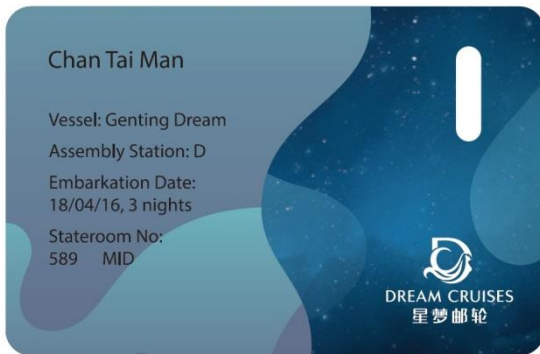 Chan Tai Man
Vessel: Genting Dream
Assembly Station: D
Embarkation Date:
18/04/16, 3 nights
Stateroom No:
589 MID
DREAM CRUISES
星梦邮轮